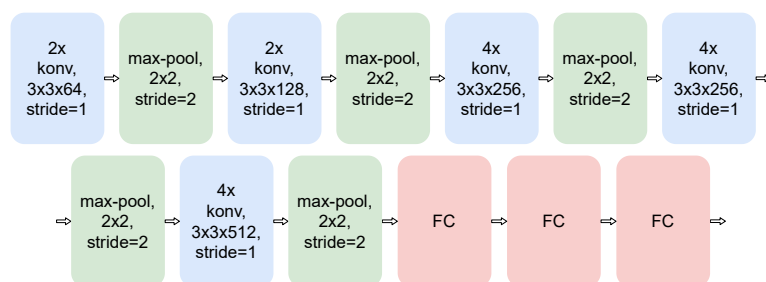 2x
konv,
3x3x64,
stride=1
max-pool,
2x2,
stride=2
2x
konv,
3x3x128,
stride=1
max-pool,
2x2,
stride=2
4x
konv,
3x3x256,
stride=1
max-pool,
2x2,
stride=2
4x
konv,
3x3x256,
stride=1
max-pool,
2x2,
stride=2
4x
konv,
3x3x512,
stride=1
max-pool,
2x2,
stride=2
FC
FC
FC